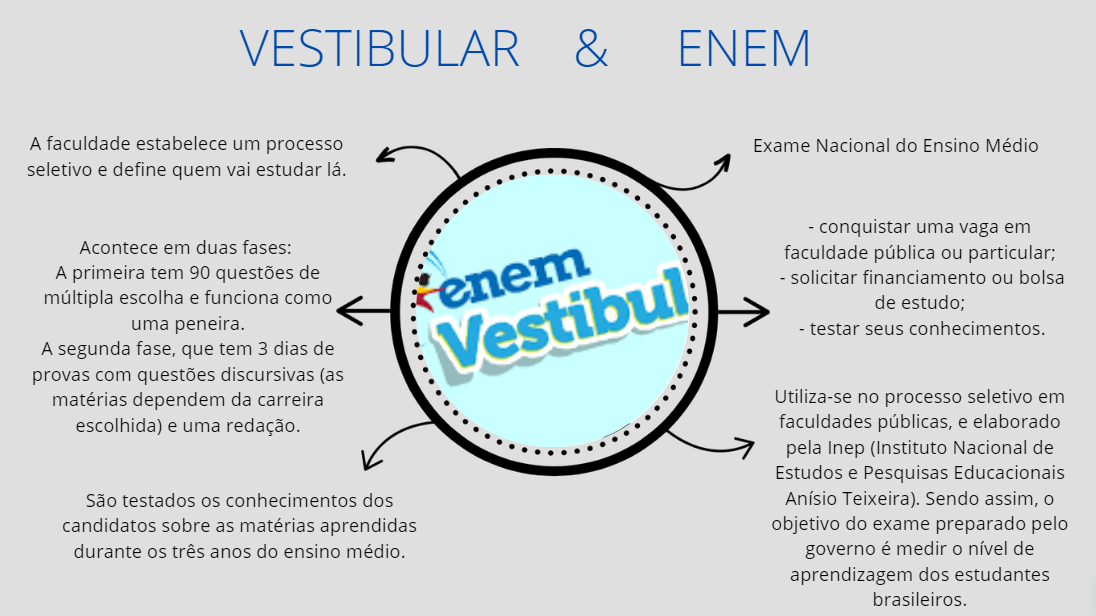 VESTIBULAR & ENEM
A faculdade estabelece um processo
seletivo e define quem vai estudar lá.
Acontece em duas fases:
A primeira tem 90 questões de
múltipla escolha e funciona como
uma peneira.
A segunda fase, que tem 3 dias de
provas com questões discursivas (as
matérias dependem da carreira
escolhida) e uma redação.
São testados os conhecimentos dos
candidatos sobre as matérias aprendidas
durante os três anos do ensino médio.
enem
Vestibul
Exame Nacional do Ensino Médio
- conquistar uma vaga em
faculdade pública ou particular;
- solicitar financiamento ou bolsa
de estudo;
- testar seus conhecimentos.
Utiliza-se no processo seletivo em
faculdades públicas, e elaborado
pela Inep (Instituto Nacional de
Estudos e Pesquisas Educacionais
Anísio Teixeira). Sendo assim, o
objetivo do exame preparado pelo
governo é medir o nível de
aprendizagem dos estudantes
brasileiros.